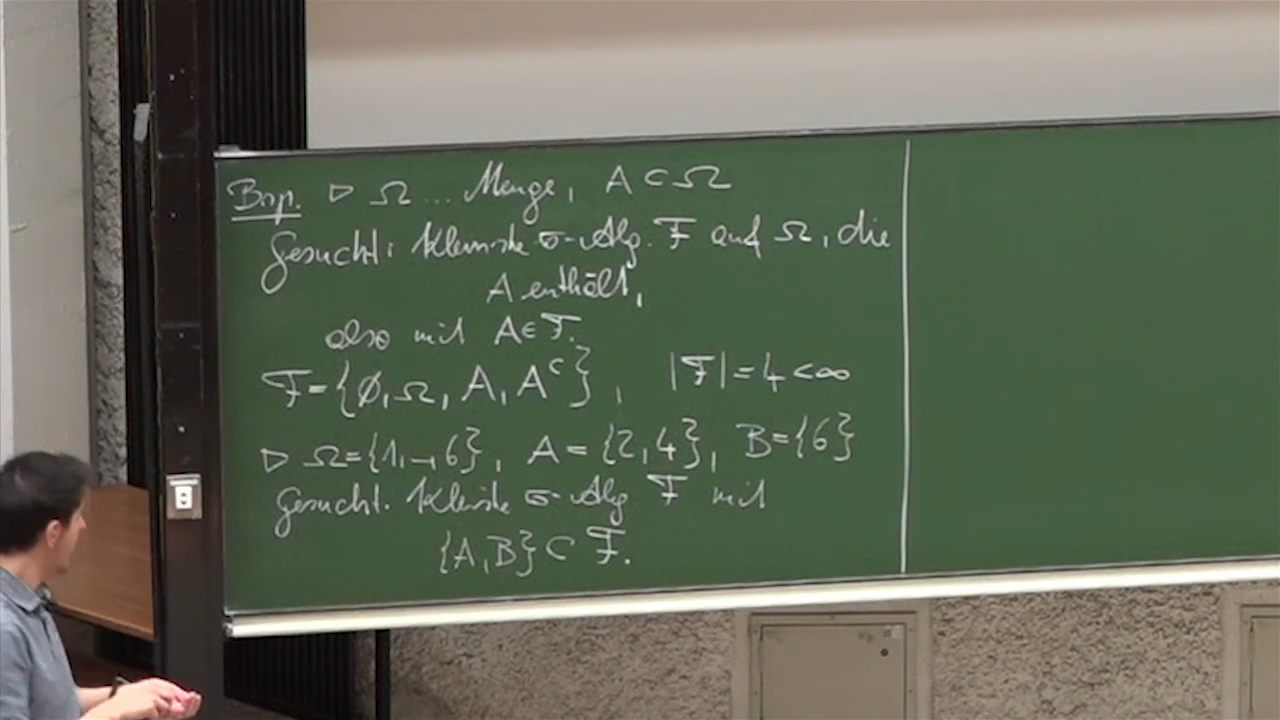 Bsp. ▷ Ω ... Menge, A ⊂ Ω
Gesucht: Kleinste σ-Alg. F auf Ω, die
A enthält,
also mit A ∈ F.
F = {∅, Ω, A, Aᶜ}, |F| = 4 < ∞
▷ Ω = {1, –, 6}, A = {2, 4}, B = {6}
Gesucht. Kleinste σ-Alg F mit
{A, B} ⊂ F.